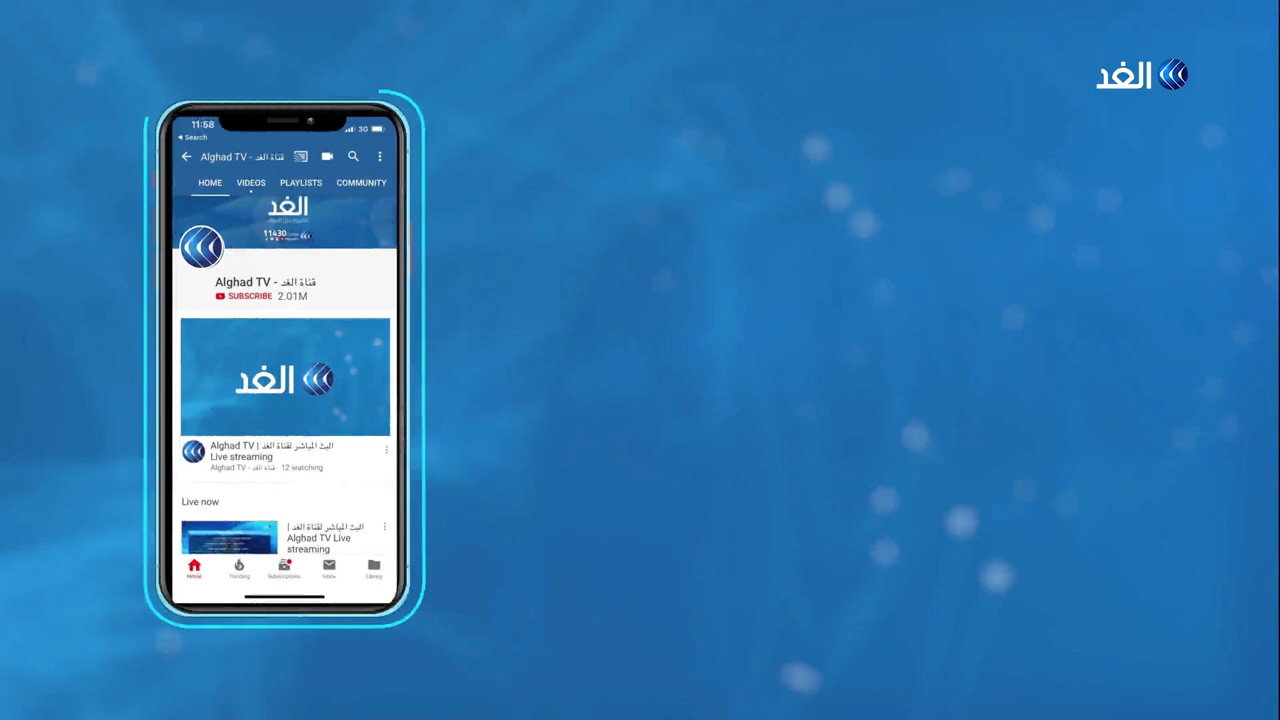 الغد
11:58
3G
Search
Alghad TV - قناة الغد
HOME VIDEOS PLAYLISTS COMMUNITY
الغد
11430
Alghad TV - قناة الغد
SUBSCRIBE 2.01M
الغد
Alghad TV | البث المباشر لقناة الغد
Live streaming
Alghad TV - قناة الغد · 12 watching
Live now
البث المباشر لقناة الغد |
Alghad TV Live
streaming
Home Trending Subscriptions Inbox Library